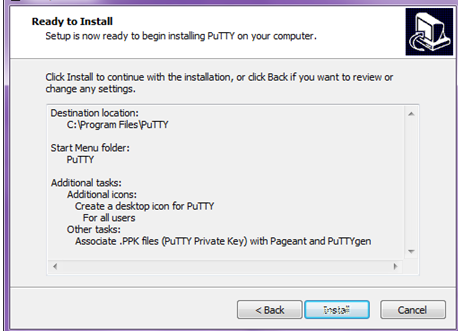 Ready to Install
Setup is now ready to begin installing PuTTY on your computer.
Click Install to continue with the installation, or click Back if you want to review or
change any settings.
Destination location:
C:\Program Files\PuTTY
Start Menu folder:
PuTTY
Additional tasks:
Additional icons:
Create a desktop icon for PuTTY
For all users
Other tasks:
Associate .PPK files (PuTTY Private Key) with Pageant and PuTTYgen
< Back
Install
Cancel